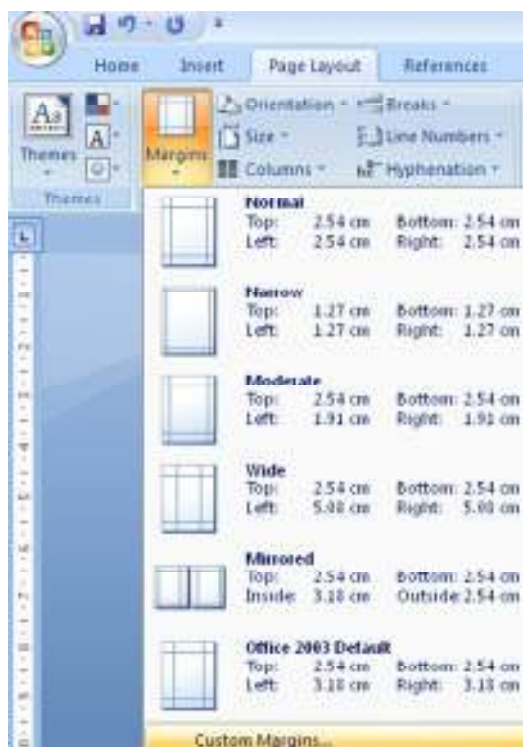 Home Insert Page Layout References
Aa
Themes
A
Margins
Orientation Breaks
Size Line Numbers
Columns Hyphenation
Themes
L
Normal
Top: 2.54 cm Bottom: 2.54 cm
Left: 2.54 cm Right: 2.54 cm
Narrow
Top: 1.27 cm Bottom: 1.27 cm
Left: 1.27 cm Right: 1.27 cm
Moderate
Top: 2.54 cm Bottom: 2.54 cm
Left: 1.91 cm Right: 1.91 cm
Wide
Top: 2.54 cm Bottom: 2.54 cm
Left: 5.08 cm Right: 5.08 cm
Mirrored
Top: 2.54 cm Bottom: 2.54 cm
Inside: 3.18 cm Outside: 2.54 cm
Office 2003 Default
Top: 2.54 cm Bottom: 2.54 cm
Left: 3.18 cm Right: 3.18 cm
Custom Margins...